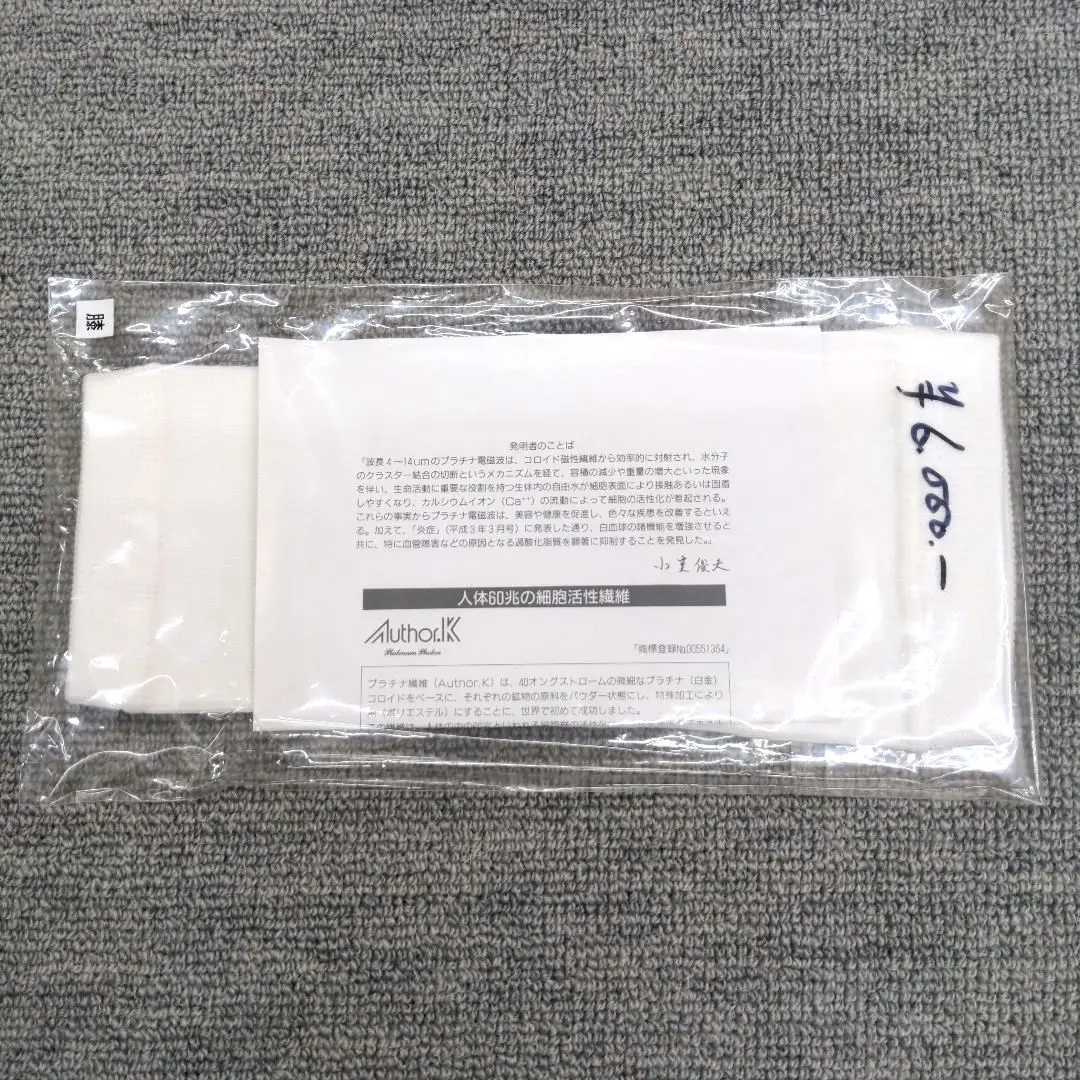 膝
¥6.000.-
発明者のことば
「波長4−14umのプラチナ電磁波は、コロイド磁性繊維から効率的に対射され、水分子
のクラスター結合の切断というメカニズムを経て、容積の減少や重量の増大といった現象
を伴い、生命活動に重要な役割を持つ生体内の自由水が細胞表面により接触あるいは固着
しやすくなり、カルシウムイオン(Ca⁺⁺)の流動によって細胞の活性化が惹起される。
これらの事実からプラチナ電磁波は、美容や健康を促進し、色々な疾患を改善するといえ
る。加えて、「炎症」(平成3年3月号)に発表した通り、白血球の諸機能を増強させると
共に、特に血管障害などの原因となる過酸化脂質を顕著に抑制することを発見した。」
小室俊夫
人体60兆の細胞活性繊維
Author.K
Platinum Photon
「商標登録№00551364」
プラチナ繊維(Author.K)は、40オングストロームの微細なプラチナ(白金)
コロイドをベースに、それぞれの鉱物の原料をパウダー状態にし、特殊加工により
糸(ポリエステル)にすることに、世界で初めて成功しました。